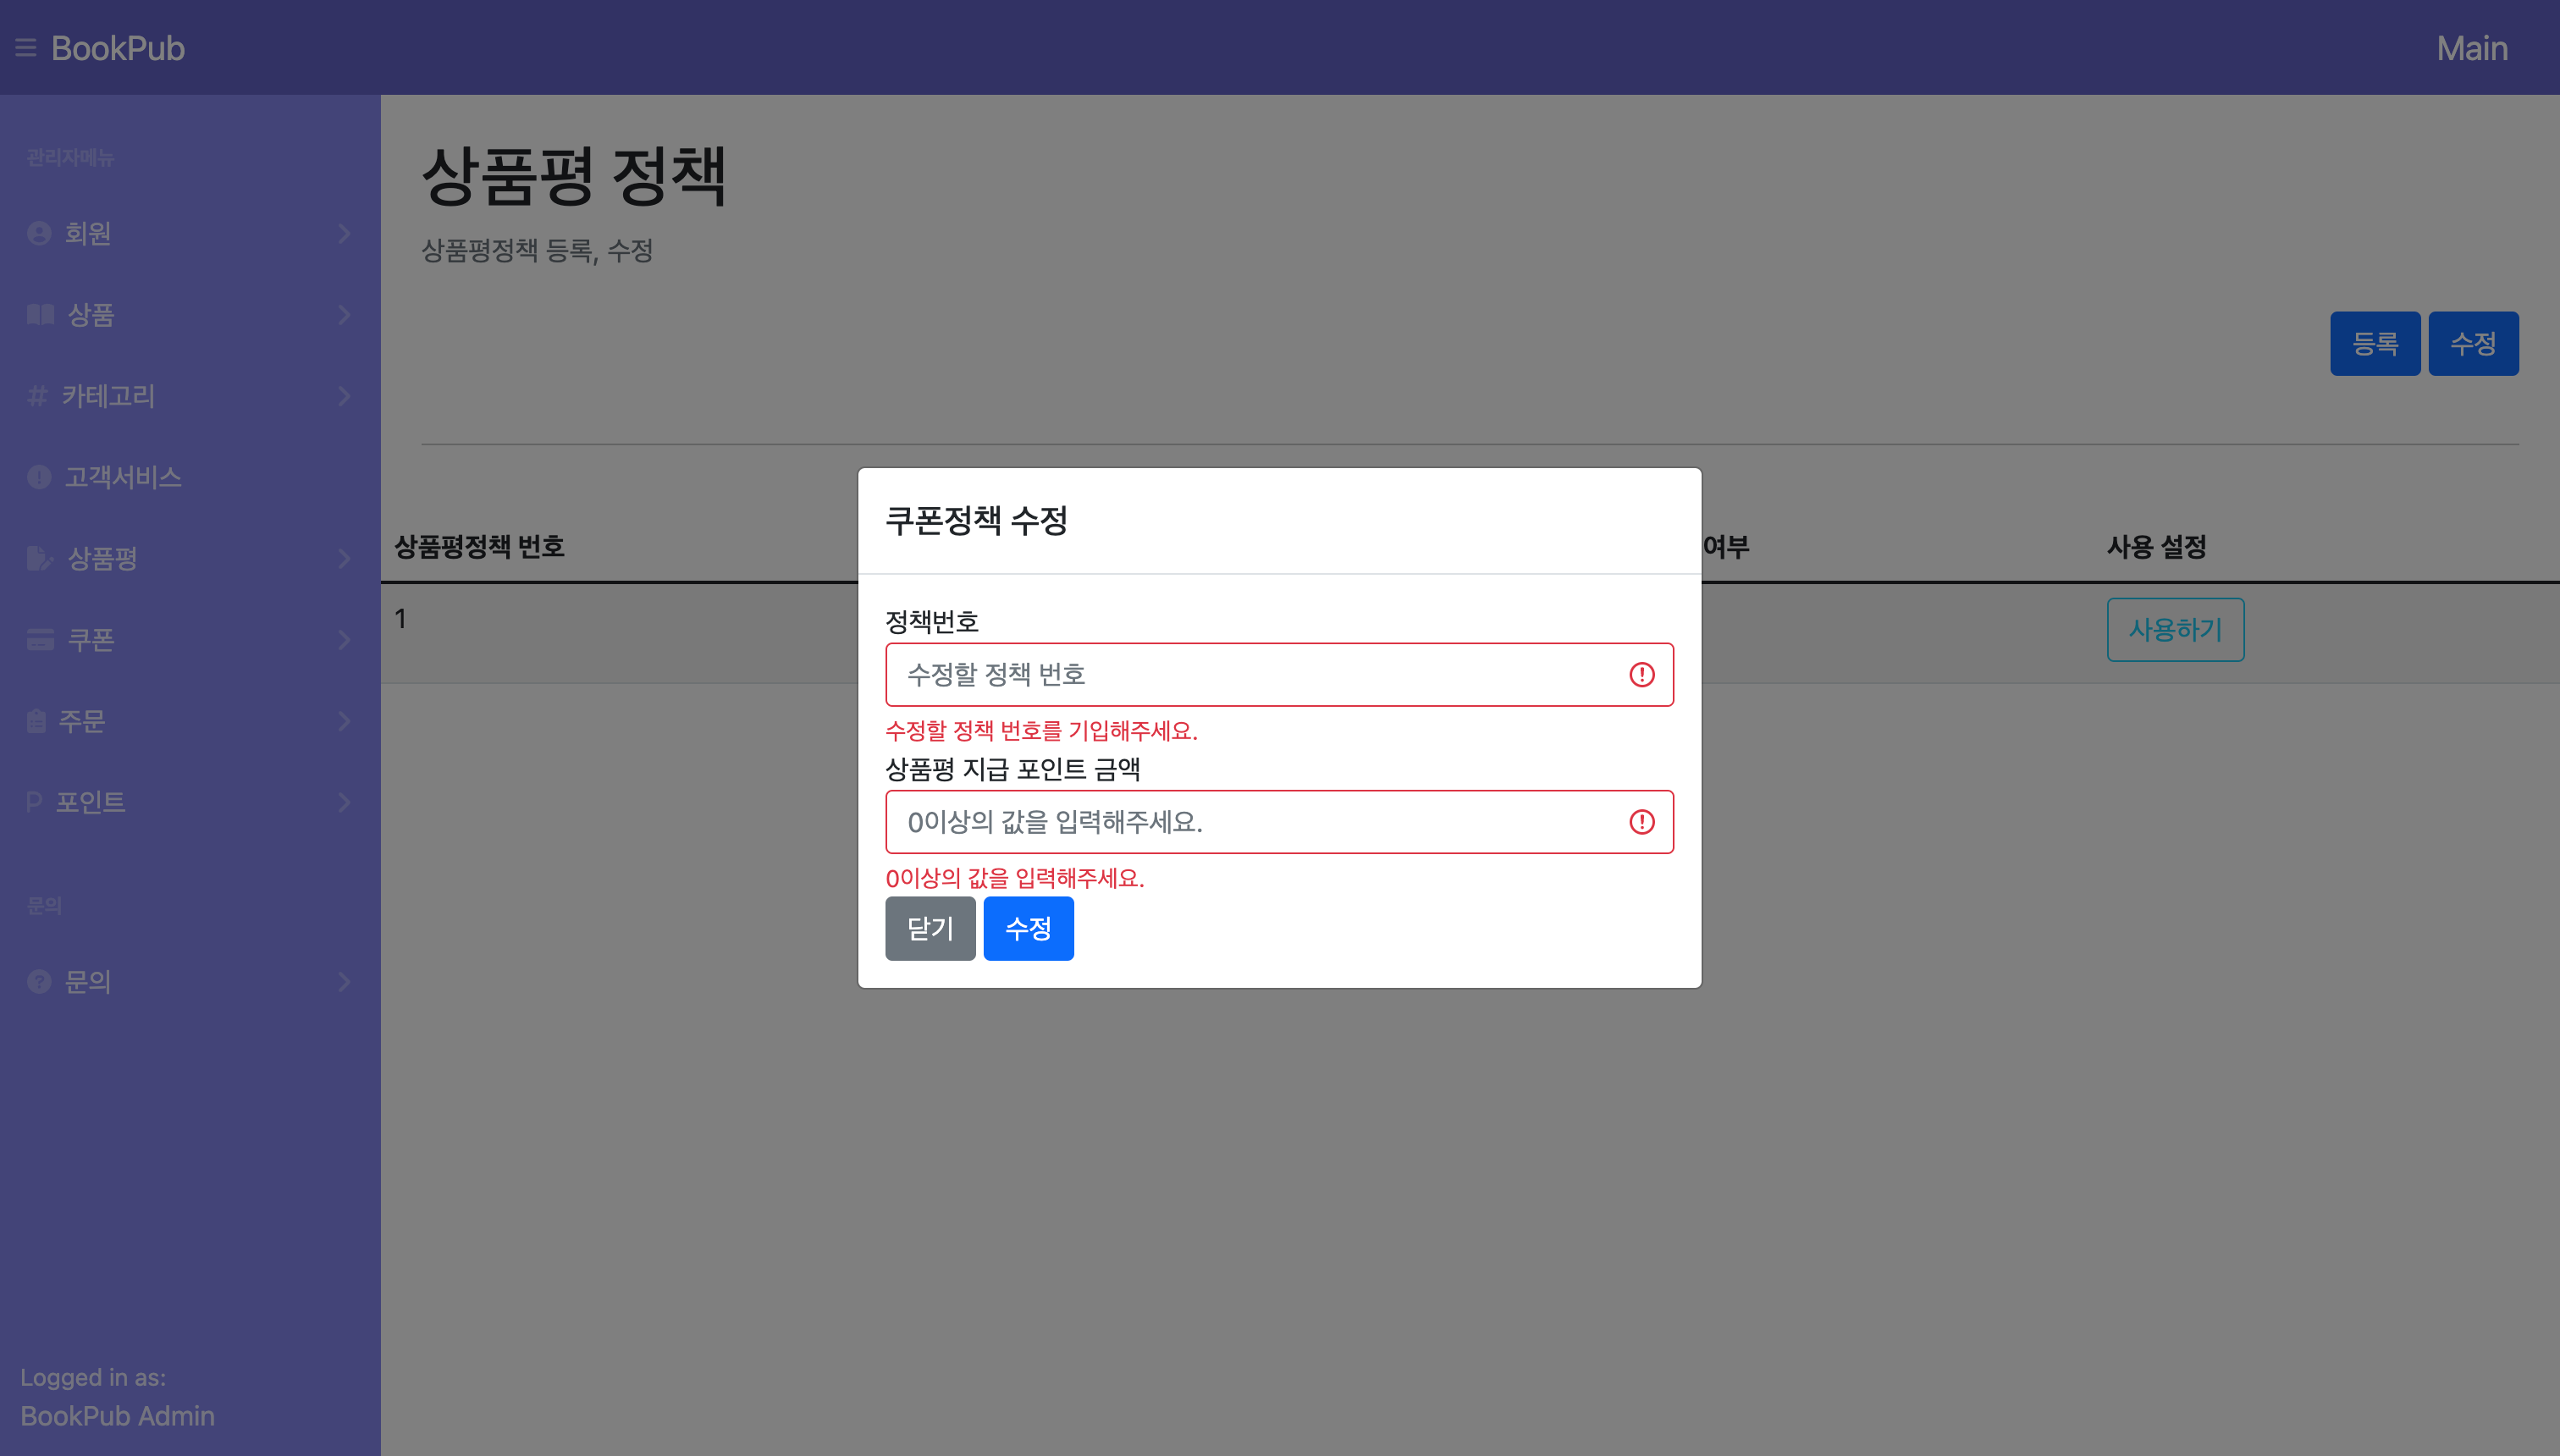 BookPub
Main
관리자메뉴
회원
상품
카테고리
고객서비스
상품평
쿠폰
주문
포인트
문의
문의
Logged in as:
BookPub Admin
상품평 정책
상품평정책 등록, 수정
등록 수정
상품평정책 번호
여부
사용 설정
1
사용하기
쿠폰정책 수정
정책번호
수정할 정책 번호
수정할 정책 번호를 기입해주세요.
상품평 지급 포인트 금액
0이상의 값을 입력해주세요.
0이상의 값을 입력해주세요.
닫기 수정